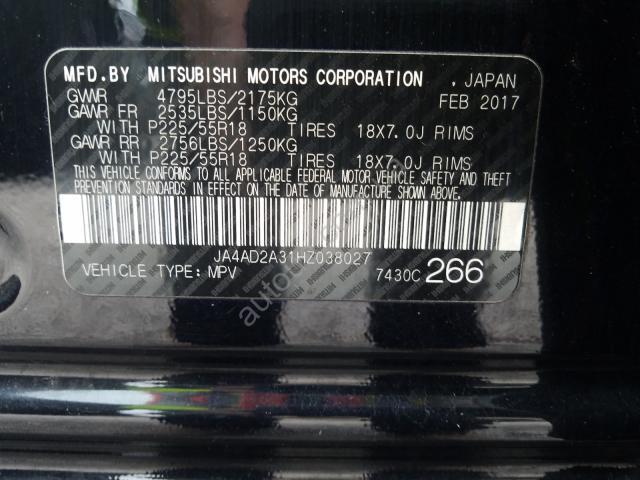 MFD.BY MITSUBISHI MOTORS CORPORATION . JAPAN
GVWR 4795LBS/2175KG FEB 2017
GAWR FR 2535LBS/1150KG
WITH P225/55R18 TIRES 18X7.0J RIMS
GAWR RR 2756LBS/1250KG
WITH P225/55R18 TIRES 18X7.0J RIMS
THIS VEHICLE CONFORMS TO ALL APPLICABLE FEDERAL MOTOR VEHICLE SAFETY AND THEFT
PREVENTION STANDARDS IN EFFECT ON THE DATE OF MANUFACTURE SHOWN ABOVE.
JA4AD2A31HZ038027
VEHICLE TYPE: MPV 7430C 266